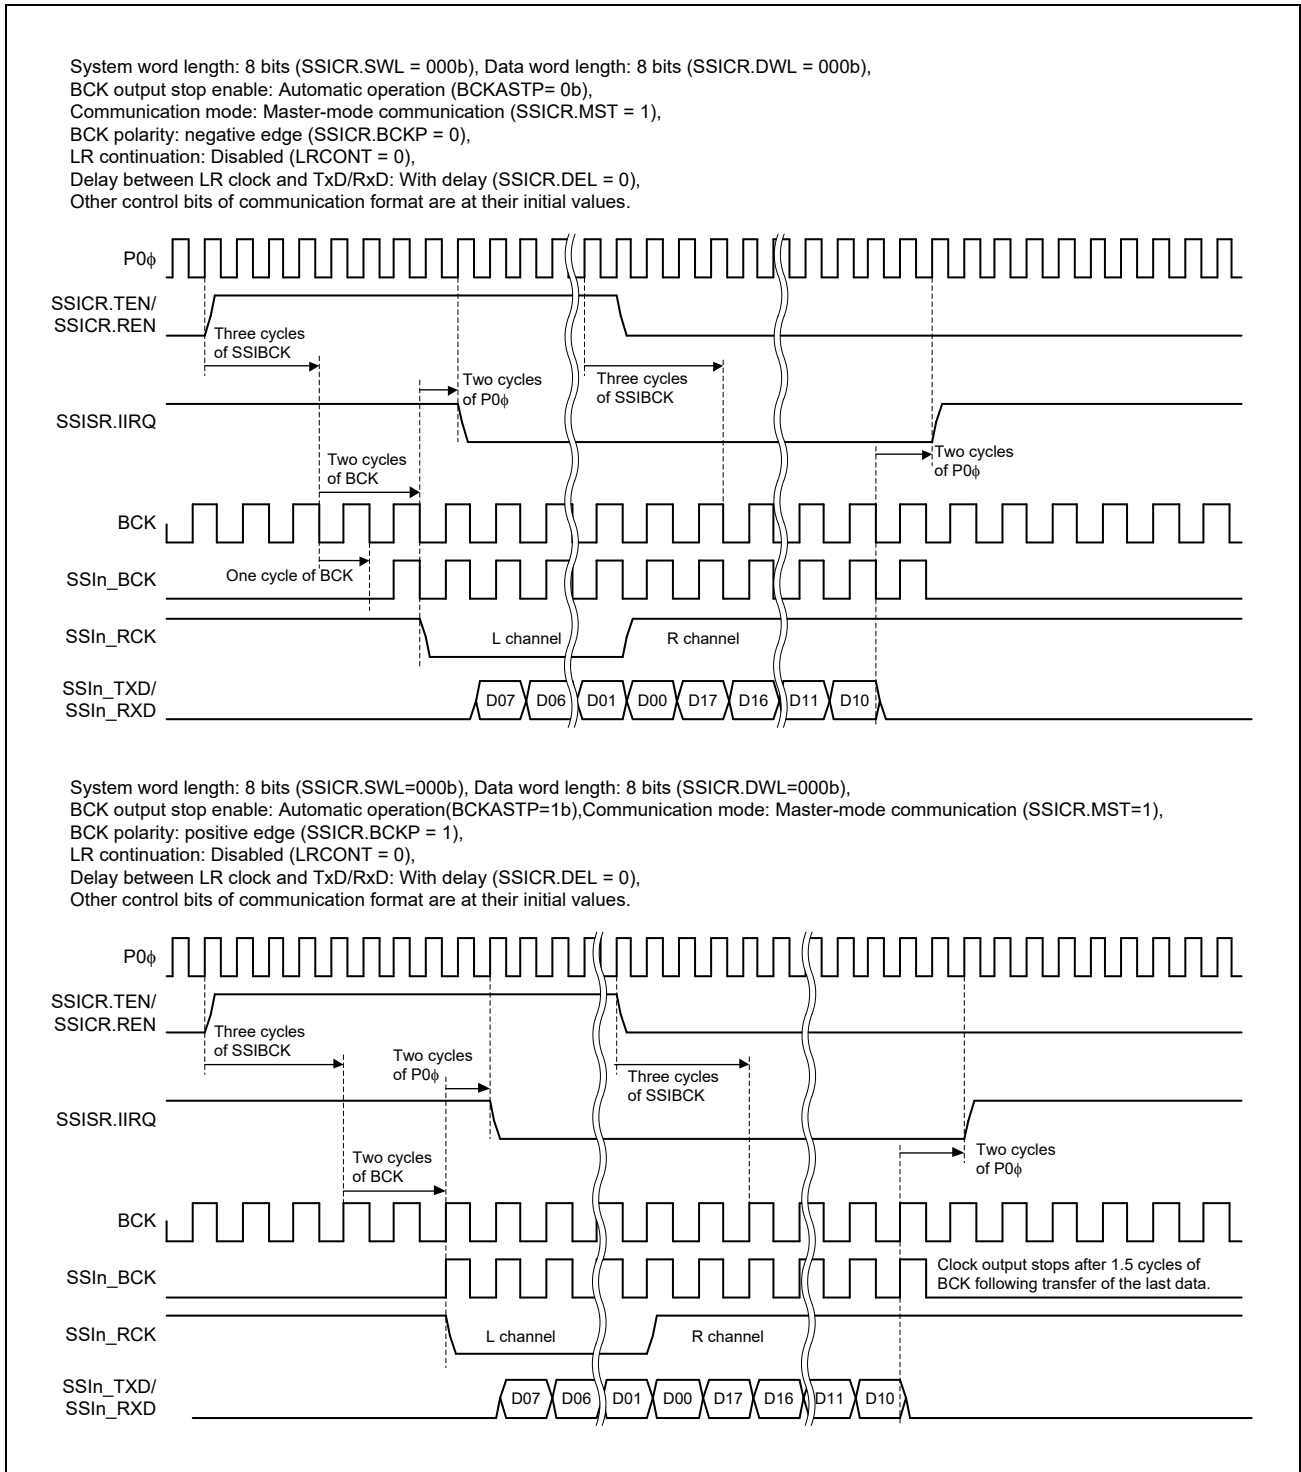 System word length: 8 bits (SSICR.SWL = 000b), Data word length: 8 bits (SSICR.DWL = 000b),
BCK output stop enable: Automatic operation (BCKASTP= 0b),
Communication mode: Master-mode communication (SSICR.MST = 1),
BCK polarity: negative edge (SSICR.BCKP = 0),
LR continuation: Disabled (LRCONT = 0),
Delay between LR clock and TxD/RxD: With delay (SSICR.DEL = 0),
Other control bits of communication format are at their initial values.
P0ϕ
SSICR.TEN/
SSICR.REN
Three cycles
of SSIBCK
Two cycles
of P0ϕ
Three cycles
of SSIBCK
SSISR.IIRQ
Two cycles
of P0ϕ
Two cycles
of BCK
BCK
One cycle of BCK
SSIn_BCK
SSIn_RCK
L channel
R channel
SSIn_TXD/
SSIn_RXD
D07 D06 D01 D00 D17 D16 D11 D10
System word length: 8 bits (SSICR.SWL=000b), Data word length: 8 bits (SSICR.DWL=000b),
BCK output stop enable: Automatic operation(BCKASTP=1b),Communication mode: Master-mode communication (SSICR.MST=1),
BCK polarity: positive edge (SSICR.BCKP = 1),
LR continuation: Disabled (LRCONT = 0),
Delay between LR clock and TxD/RxD: With delay (SSICR.DEL = 0),
Other control bits of communication format are at their initial values.
P0ϕ
SSICR.TEN/
SSICR.REN
Three cycles
of SSIBCK
Two cycles
of P0ϕ
Three cycles
of SSIBCK
SSISR.IIRQ
Two cycles
of P0ϕ
Two cycles
of BCK
BCK
SSIn_BCK
Clock output stops after 1.5 cycles of
BCK following transfer of the last data.
SSIn_RCK
L channel
R channel
SSIn_TXD/
SSIn_RXD
D07 D06 D01 D00 D17 D16 D11 D10